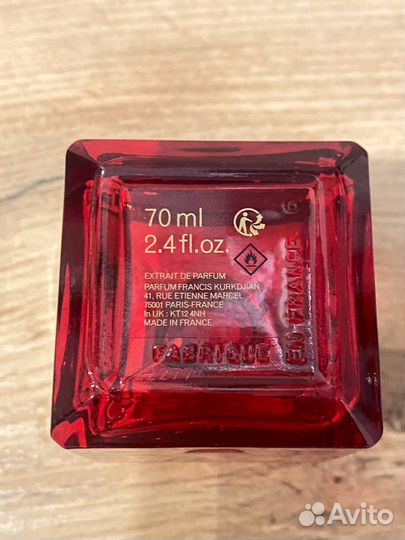 70 ml
2.4 fl.oz.
EXTRAIT DE PARFUM
PARFUM FRANCIS KURKDJIAN
41, RUE ETIENNE MARCEL
75001 PARIS-FRANCE
In UK : KT12 4NH
MADE IN FRANCE
FABRIQUE
EN FRANCE
Avito